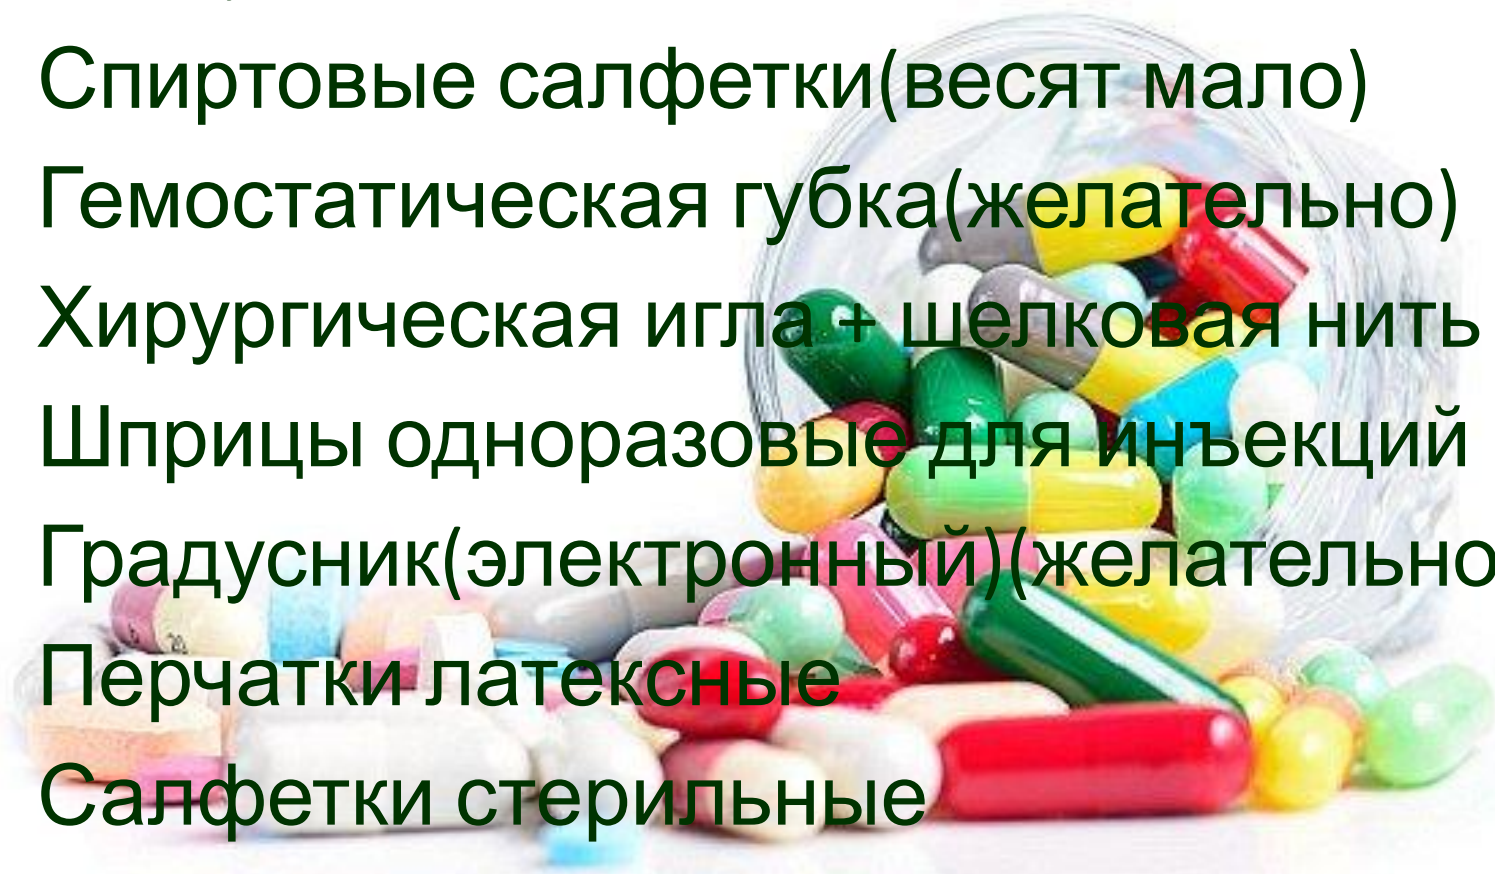 Спиртовые салфетки(весят мало)
Гемостатическая губка(желательно)
Хирургическая игла + шелковая нить
Шприцы одноразовые для инъекций
Градусник(электронный)(желательно
Перчатки латексные
Салфетки стерильные